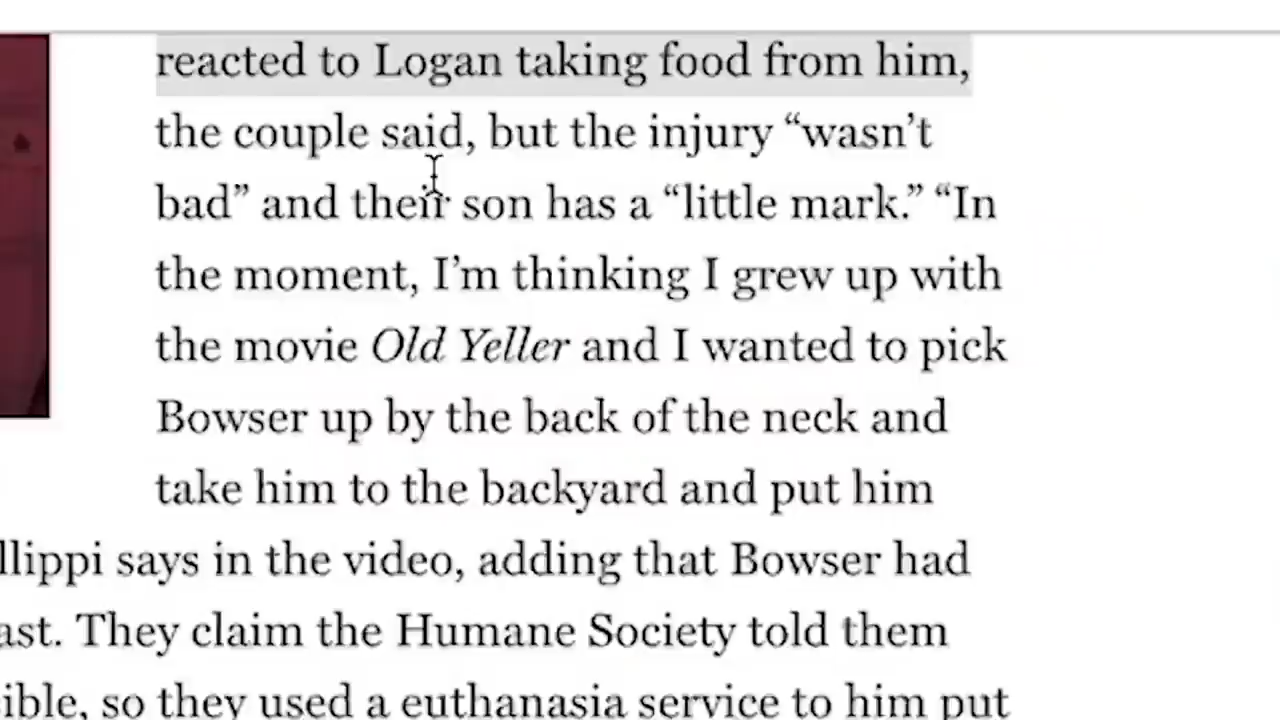 reacted to Logan taking food from him,
the couple said, but the injury “wasn’t
bad” and their son has a “little mark.” “In
the moment, I’m thinking I grew up with
the movie Old Yeller and I wanted to pick
Bowser up by the back of the neck and
take him to the backyard and put him
says in the video, adding that Bowser had
They claim the Humane Society told them
so they used a euthanasia service to him put